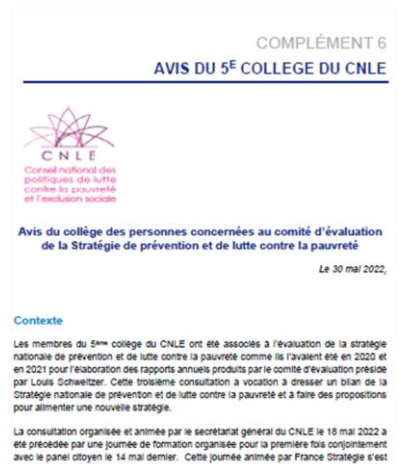 COMPLÉMENT 6
AVIS DU 5E COLLEGE DU CNLE
CNLE
Conseil national des
politiques de lutte
contre la pauvreté
et l'exclusion sociale
Avis du collège des personnes concernées au comité d'évaluation
de la Stratégie de prévention et de lutte contre la pauvreté
Le 30 mai 2022,
Contexte
Les membres du 5ème collège du CNLE ont été associés à l'évaluation de la stratégie
nationale de prévention et de lutte contre la pauvreté comme ils l'avaient été en 2020 et
en 2021 pour l'élaboration des rapports annuels produits par le comité d'évaluation présidé
par Louis Schweitzer. Cette troisième consultation a vocation à dresser un bilan de la
Stratégie nationale de prévention et de lutte contre la pauvreté et à faire des propositions
pour alimenter une nouvelle stratégie.
La consultation organisée et animée par le secrétariat général du CNLE le 18 mai 2022 a
été précédée par une journée de formation organisée pour la première fois conjointement
avec le panel citoyen le 14 mai dernier. Cette journée animée par France Stratégie s'est